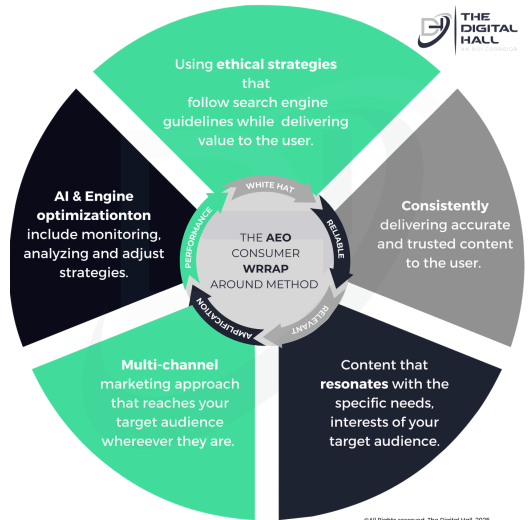 THE
DIGITAL
HALL
Using ethical strategies
that
follow search engine
guidelines while delivering
value to the user.
AI & Engine
optimizationton
include monitoring,
analyzing and adjust
strategies.
Consistently
delivering accurate
and trusted content
to the user.
WHITE HAT
RELIABLE
RELEVANT
AMPLIFICATION
PERFORMANCE
THE AEO
CONSUMER
WRRAP
AROUND METHOD
Multi-channel
marketing approach
that reaches your
target audience
whereever they are.
Content that
resonates with the
specific needs,
interests of your
target audience.
©All Rights reserved. The Digital Hall, 2025